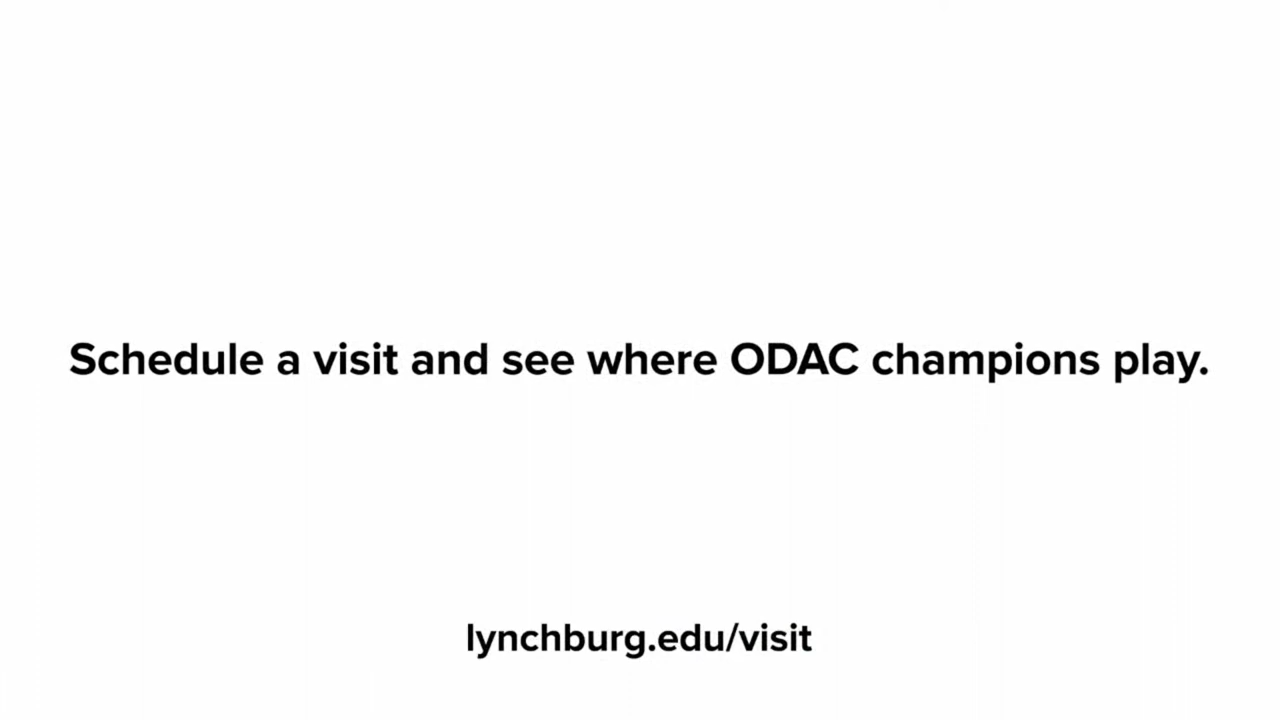 Schedule a visit and see where ODAC champions play.
lynchburg.edu/visit